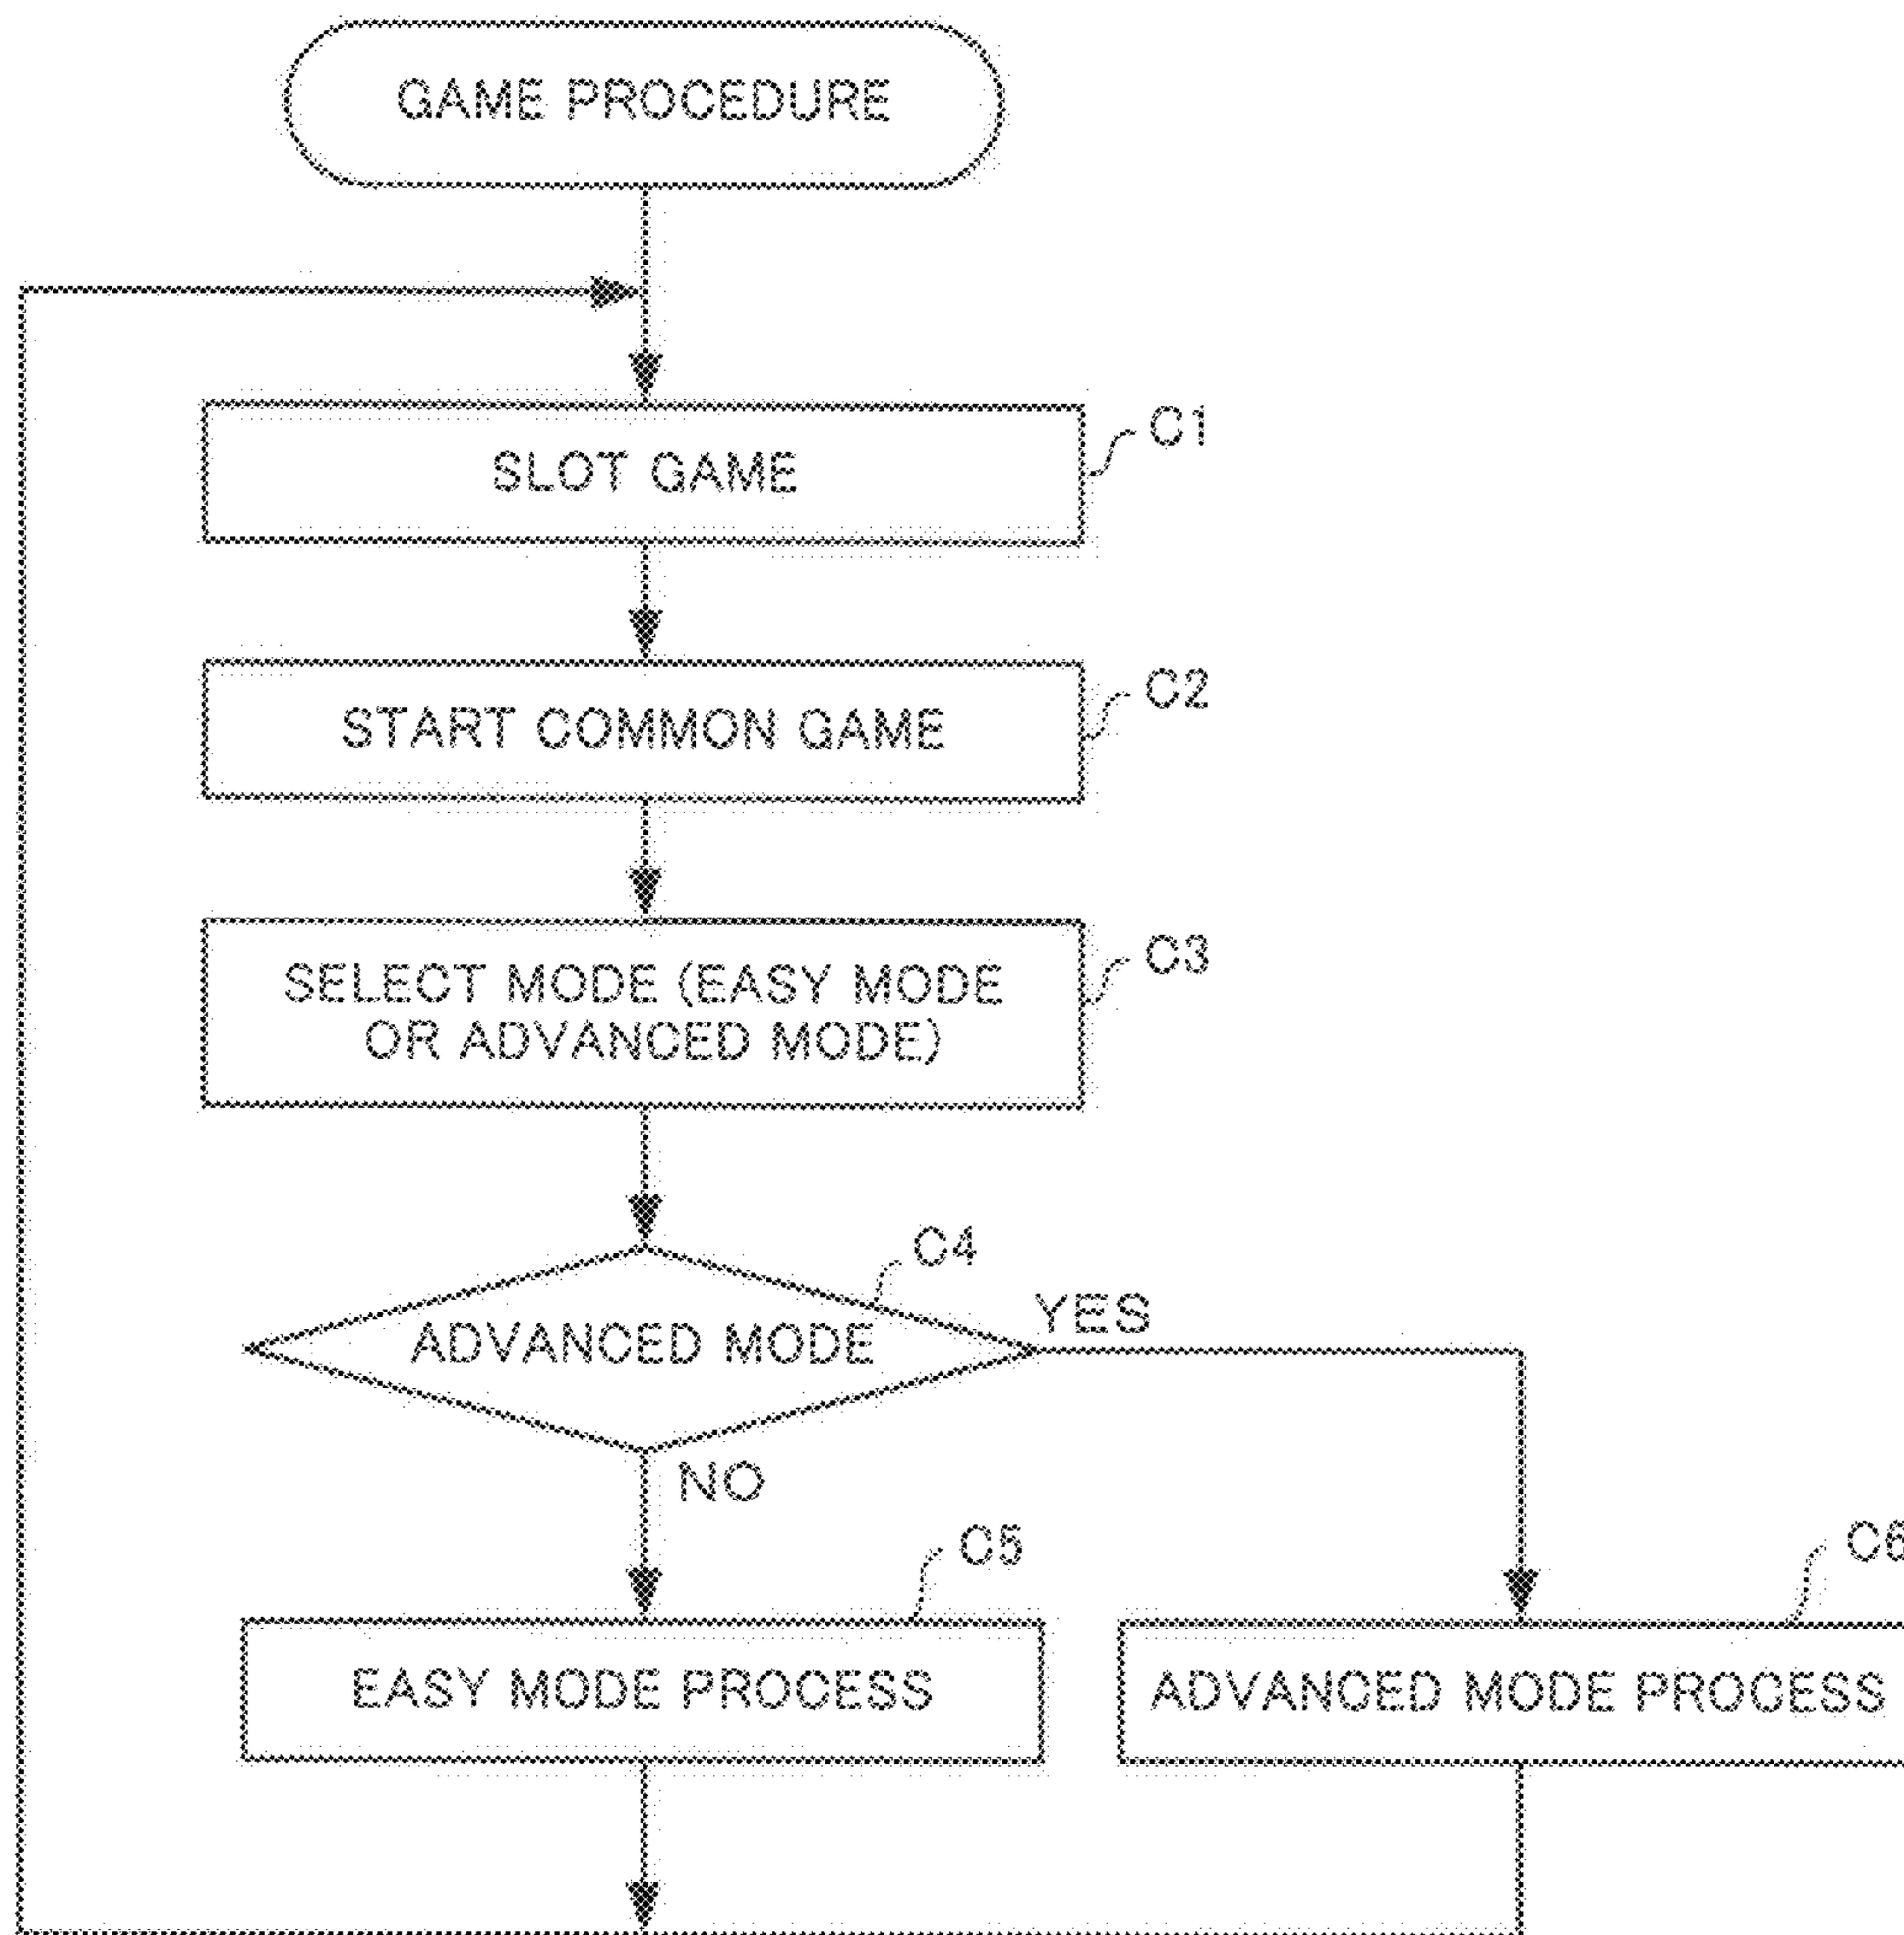 GAME PROCEDURE
SLOT GAME
C1
START COMMON GAME
C2
SELECT MODE (EASY MODE
OR ADVANCED MODE)
C3
C4
ADVANCED MODE
YES
NO
C5
C6
EASY MODE PROCESS
ADVANCED MODE PROCESS